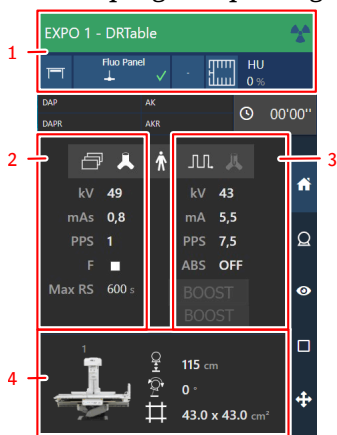 EXPO 1 - DRTable
Fluo Panel
-
HU
0 %
1
DAP
AK
00'00''
DAPR
AKR
2
3
kV 49
kV 43
mAs 0,8
mA 5,5
PPS 1
PPS 7,5
F
ABS OFF
Max RS 600 s
BOOST
BOOST
4
1
115 cm
0 °
43.0 x 43.0 cm²